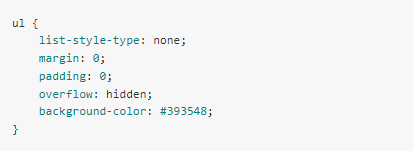 ul {
    list-style-type: none;
    margin: 0;
    padding: 0;
    overflow: hidden;
    background-color: #393548;
}